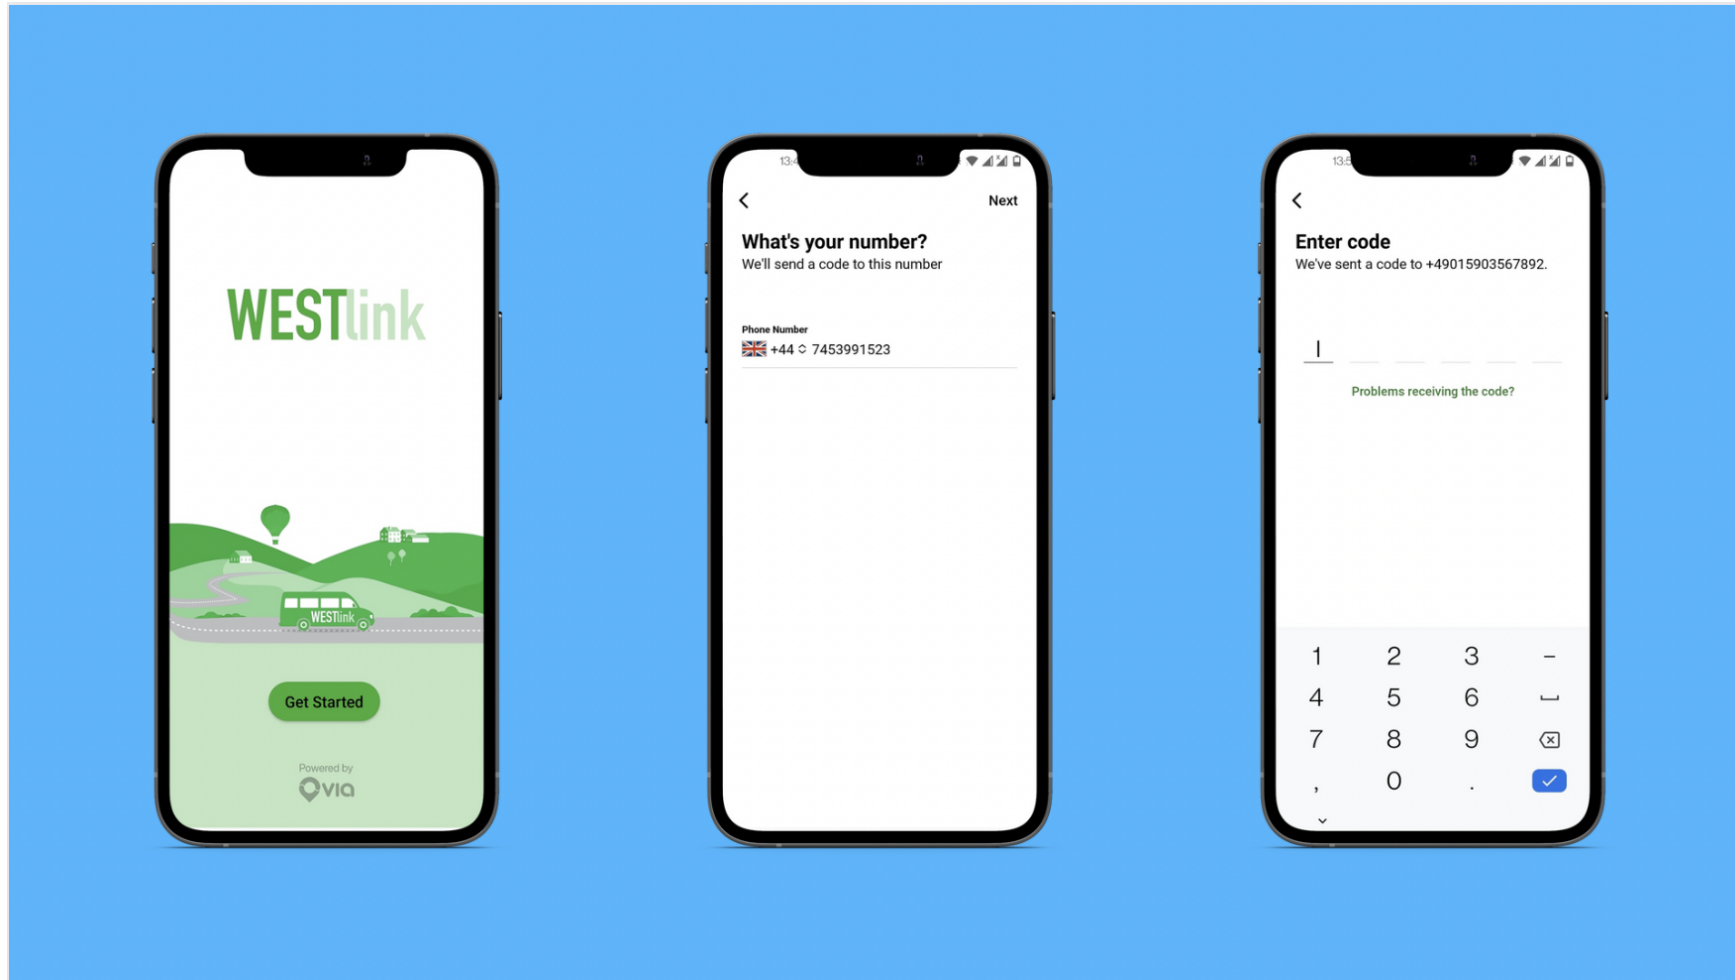 WESTlink
WESTlink
Get Started
Powered by
via
Next
What's your number?
We'll send a code to this number
Phone Number
+44 7453991523
Enter code
We've sent a code to +49015903567892.
Problems receiving the code?
1 2 3 –
4 5 6
7 8 9
, 0 .